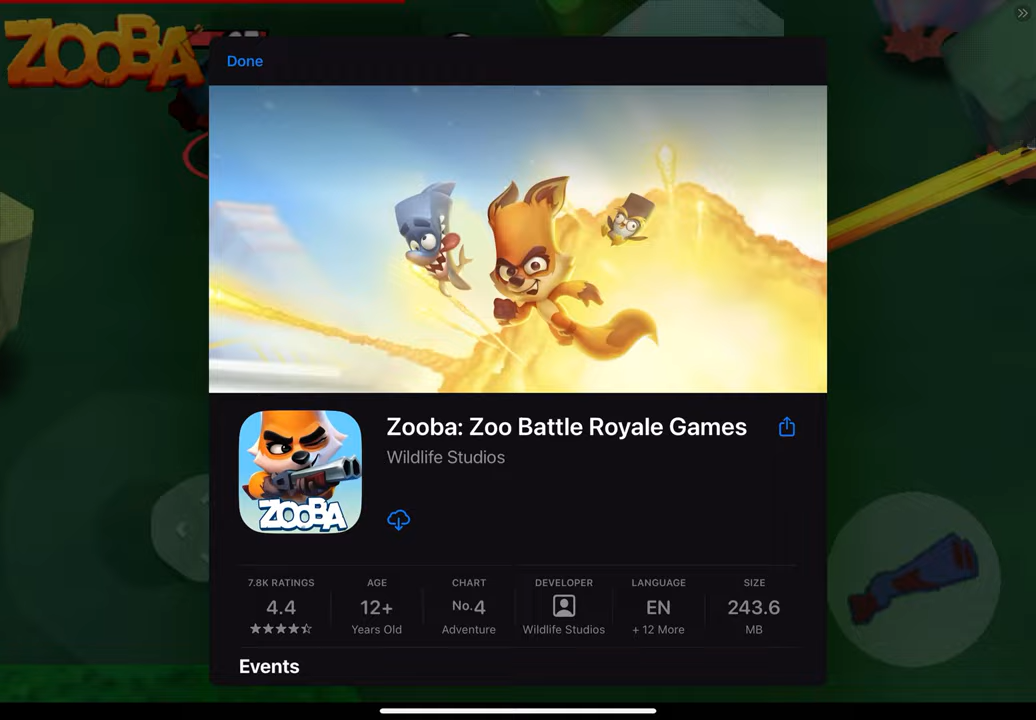 ZOOBA
Done
Zooba: Zoo Battle Royale Games
Wildlife Studios
ZOOBA
7.8K RATINGS
4.4
AGE
12+
Years Old
CHART
No.4
Adventure
DEVELOPER
Wildlife Studios
LANGUAGE
EN
+ 12 More
SIZE
243.6
MB
Events